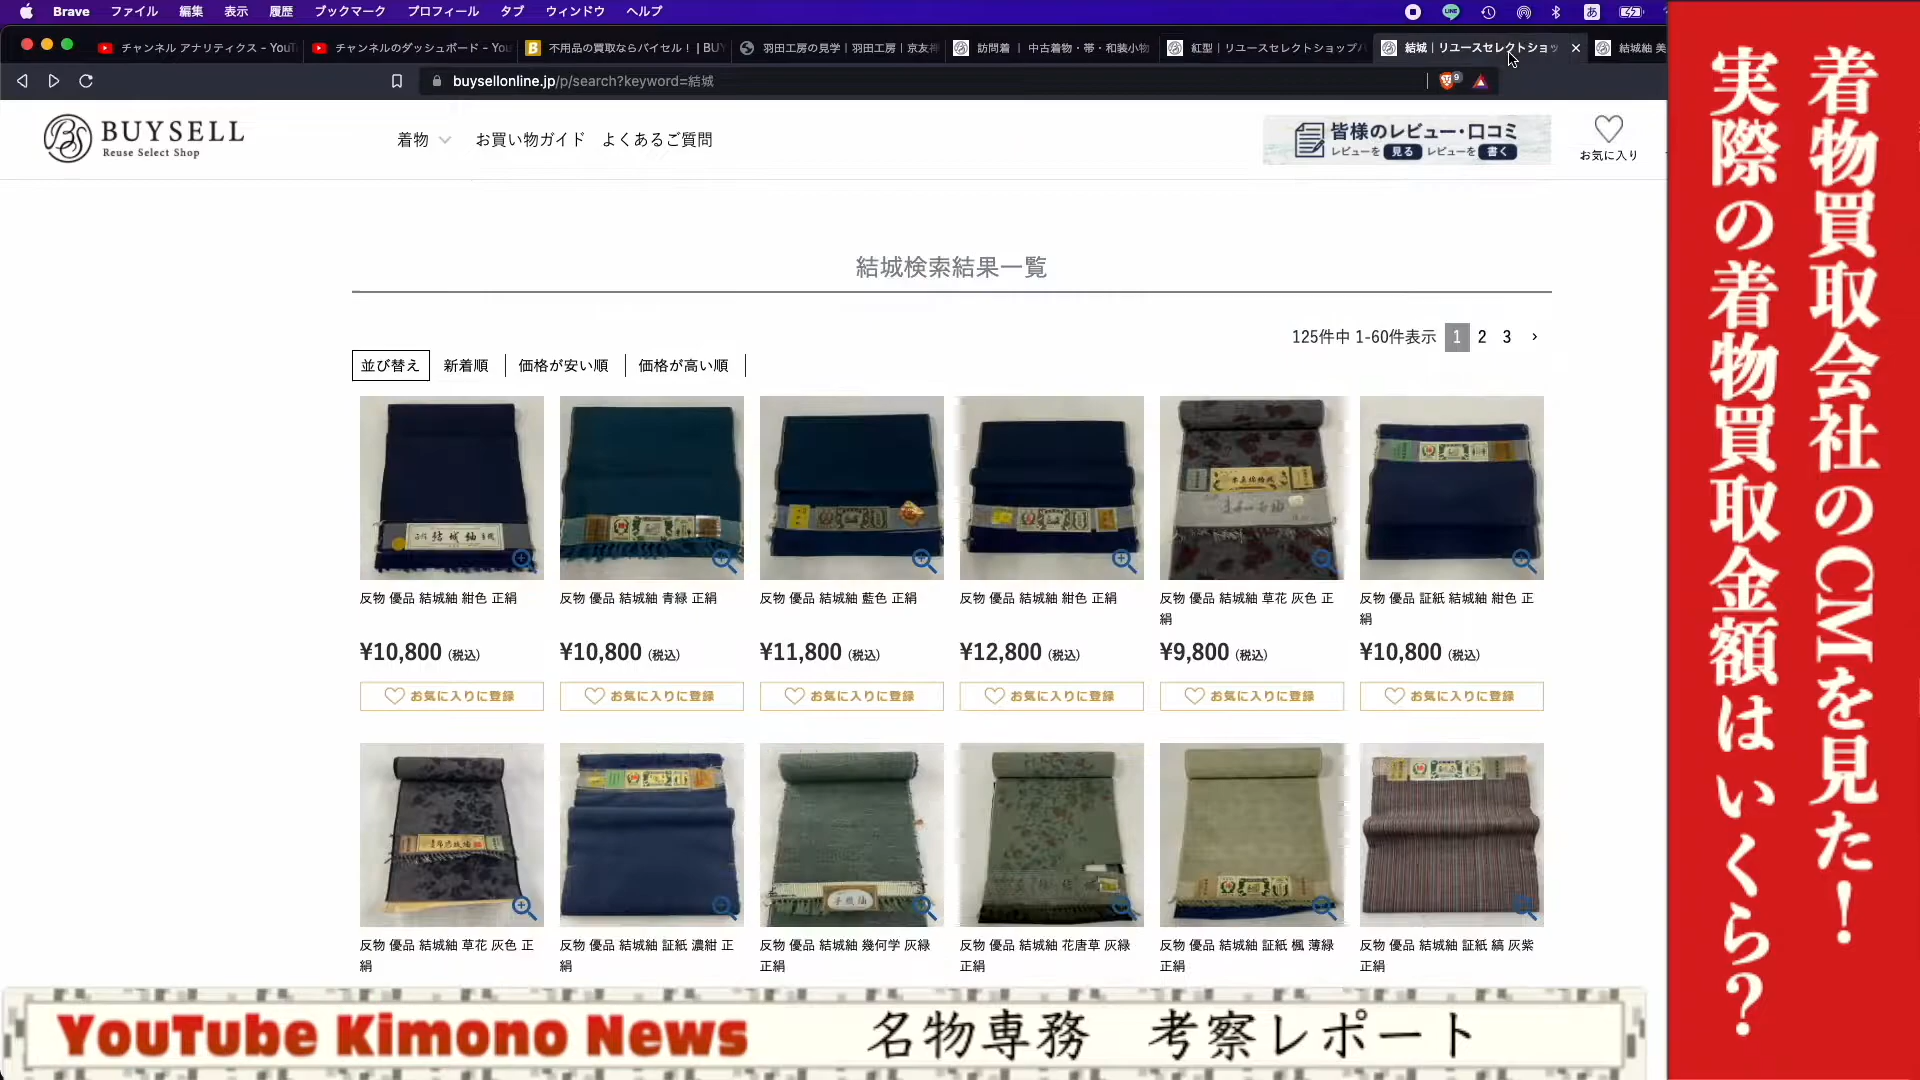 Brave ファイル 編集 表示 履歴 ブックマーク プロフィール タブ ウィンドウ ヘルプ
LINE あ
チャンネル アナリティクス - YouT チャンネルのダッシュボード - You 不用品の買取ならバイセル！ | BUY 羽田工房の見学 | 羽田工房 | 京友禅 訪問着 | 中古着物・帯・和装小物 紅型 | リユースセレクトショップバ 結城 | リユースセレクトショッ 結城紬 美
buysellonline.jp/p/search?keyword=結城
9
BUYSELL
Reuse Select Shop
着物 お買い物ガイド よくあるご質問
皆様のレビュー・口コミ
レビューを 見る レビューを 書く
お気に入り
結城検索結果一覧
125件中 1-60件表示 1 2 3 ›
並び替え 新着順 価格が安い順 価格が高い順
結城紬
反物 優品 結城紬 紺色 正絹
¥10,800 (税込)
お気に入りに登録
反物 優品 結城紬 青緑 正絹
¥10,800 (税込)
お気に入りに登録
反物 優品 結城紬 藍色 正絹
¥11,800 (税込)
お気に入りに登録
反物 優品 結城紬 紺色 正絹
¥12,800 (税込)
お気に入りに登録
反物 優品 結城紬 草花 灰色 正
絹
¥9,800 (税込)
お気に入りに登録
反物 優品 証紙 結城紬 紺色 正
絹
¥10,800 (税込)
お気に入りに登録
反物 優品 結城紬 草花 灰色 正
絹
反物 優品 結城紬 証紙 濃紺 正
絹
手機紬
反物 優品 結城紬 幾何学 灰緑
正絹
反物 優品 結城紬 花唐草 灰緑
正絹
反物 優品 結城紬 証紙 楓 薄緑
正絹
反物 優品 結城紬 証紙 縞 灰紫
正絹
着物買取会社のCMを見た！
実際の着物買取金額はいくら？
YouTube Kimono News 名物専務 考察レポート